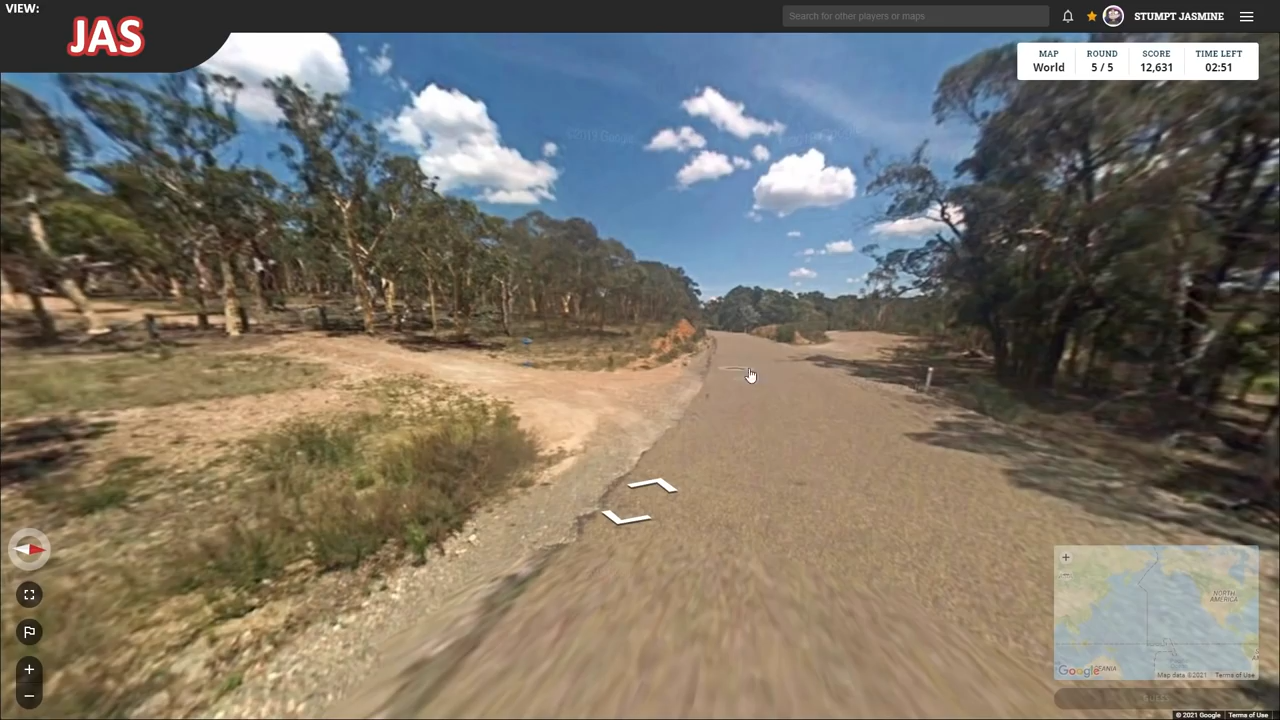 VIEW:
JAS
Search for other players or maps
STUMPT JASMINE
MAP ROUND SCORE TIME LEFT
World 5 / 5 12,631 02:51
NORTH
AMERICA
Google
Map data ©2021 Terms of Use
© 2021 Google Terms of Use